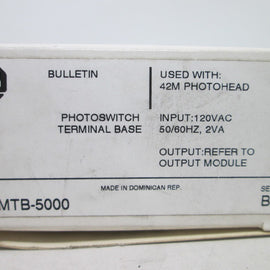 BULLETIN
USED WITH:
42M PHOTOHEAD
PHOTOSWITCH
TERMINAL BASE
INPUT:120VAC
50/60HZ, 2VA
OUTPUT:REFER TO
OUTPUT MODULE
MADE IN DOMINICAN REP.
MTB-5000
SE
B